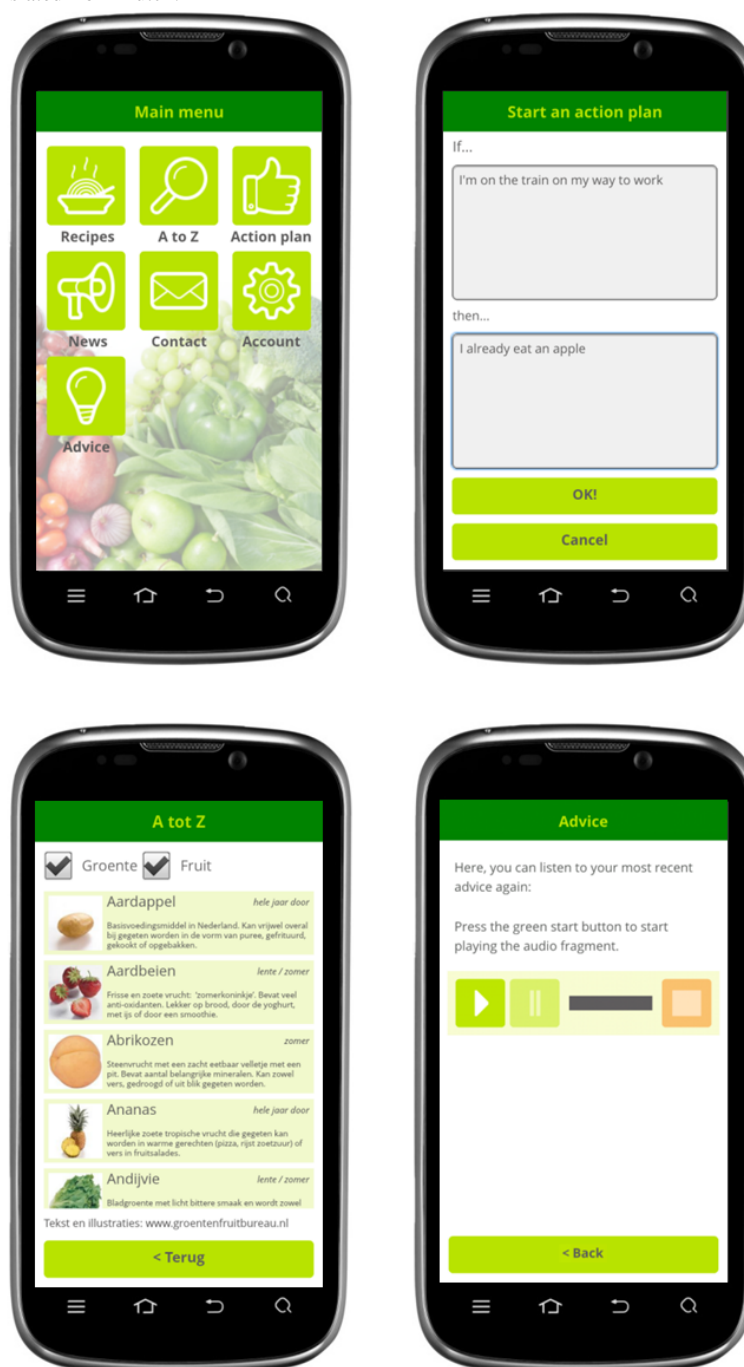 Main menu
Recipes A to Z Action plan
News Contact Account
Advice
Start an action plan
If...
I'm on the train on my way to work
then...
I already eat an apple
OK!
Cancel
A tot Z
Groente Fruit
Aardappel hele jaar door
Basisvoedingsmiddel in Nederland. Kan vrijwel overal
bij gegeten worden in de vorm van puree, gefrituurd,
gekookt of opgebakken.
Aardbeien lente / zomer
Frisse en zoete vrucht: 'zomerkoninkje'. Bevat veel
anti-oxidanten. Lekker op brood, door de yoghurt,
met ijs of door een smoothie.
Abrikozen zomer
Steenvrucht met een zacht eetbaar velletje met een
pit. Bevat aantal belangrijke mineralen. Kan zowel
vers, gedroogd of uit blik gegeten worden.
Ananas hele jaar door
Heerlijke zoete tropische vrucht die gegeten kan
worden in warme gerechten (pizza, rijst zoetzuur) of
vers in fruitsalades.
Andijvie lente / zomer
Bladgroente met licht bittere smaak en wordt zowel
Tekst en illustraties: www.groentenfruitbureau.nl
< Terug
Advice
Here, you can listen to your most recent
advice again:
Press the green start button to start
playing the audio fragment.
< Back